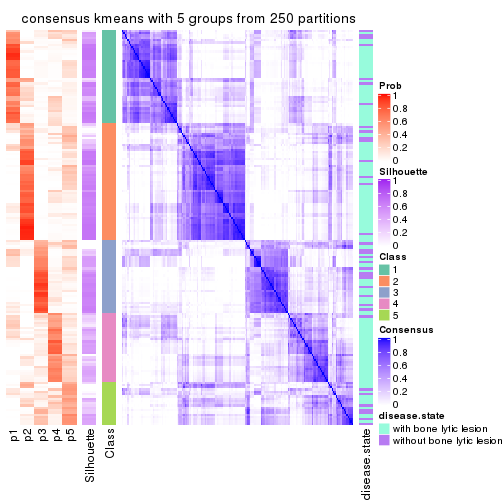 consensus kmeans with 5 groups from 250 partitions
Prob
1
0.8
0.6
0.4
0.2
0
Silhouette
1
0.8
0.6
0.4
0.2
0
Class
1
2
3
4
5
Consensus
1
0.8
0.6
0.4
0.2
0
disease.state
with bone lytic lesion
without bone lytic lesion
p1
p2
p3
p4
p5
Silhouette
Class
disease.state